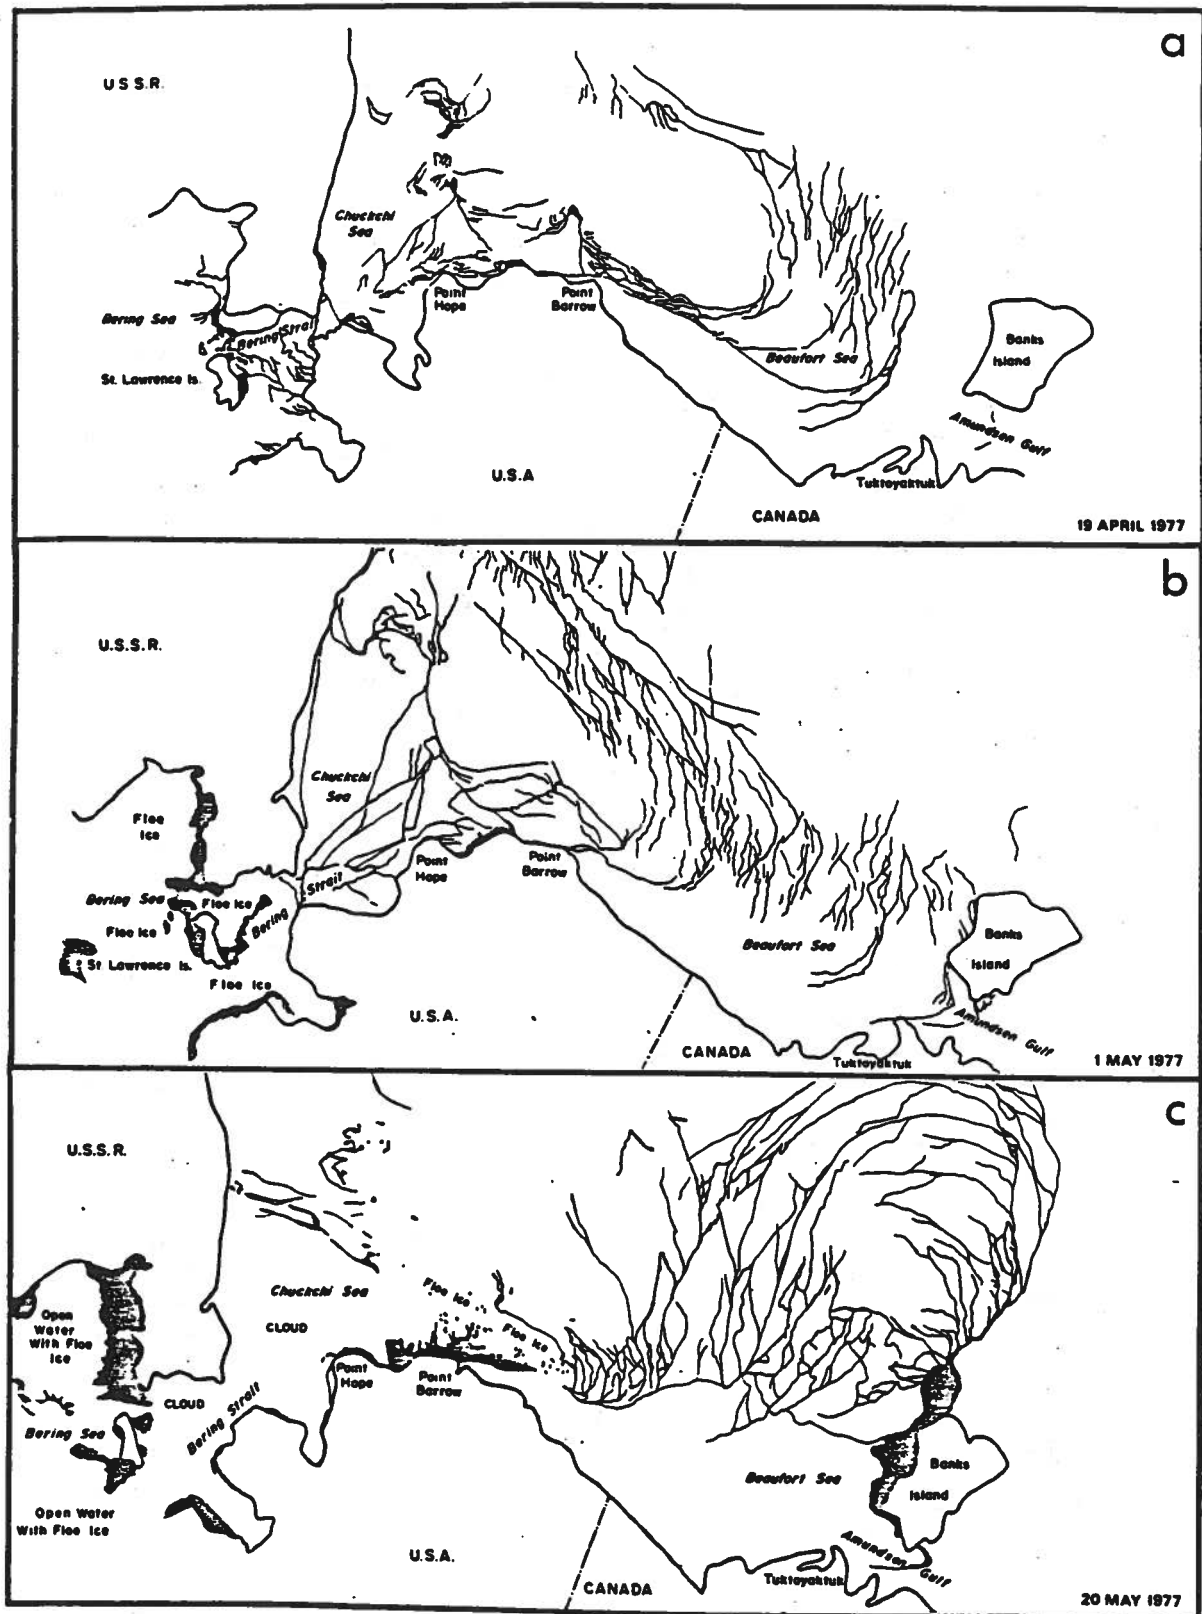 a
U S S.R.
Chuckchi
Sea
Bering Sea
Bering Strait
St. Lawrence Is.
Point
Hope
Point
Barrow
Beaufort Sea
Banks
Island
Amundsen Gulf
Tuktoyaktuk
U.S.A
CANADA
19 APRIL 1977
b
U.S.S.R.
Chuckchi
Sea
Floe
Ice
Bering Sea
Floe Ice
Floe Ice
Bering
Strait
St Lawrence Is.
Floe Ice
Point
Hope
Point
Barrow
Beaufort Sea
Banks
Island
Amundsen Gulf
Tuktoyaktuk
U.S.A.
CANADA
1 MAY 1977
c
U.S.S.R.
Chuckchi Sea
CLOUD
Floe Ice
Floe Ice
Open
Water
With Floe
Ice
Point
Hope
Point
Barrow
CLOUD
Bering Strait
Bering Sea
Open Water
With Floe Ice
Beaufort Sea
Banks
Island
Amundsen Gulf
Tuktoyaktuk
U.S.A.
CANADA
20 MAY 1977